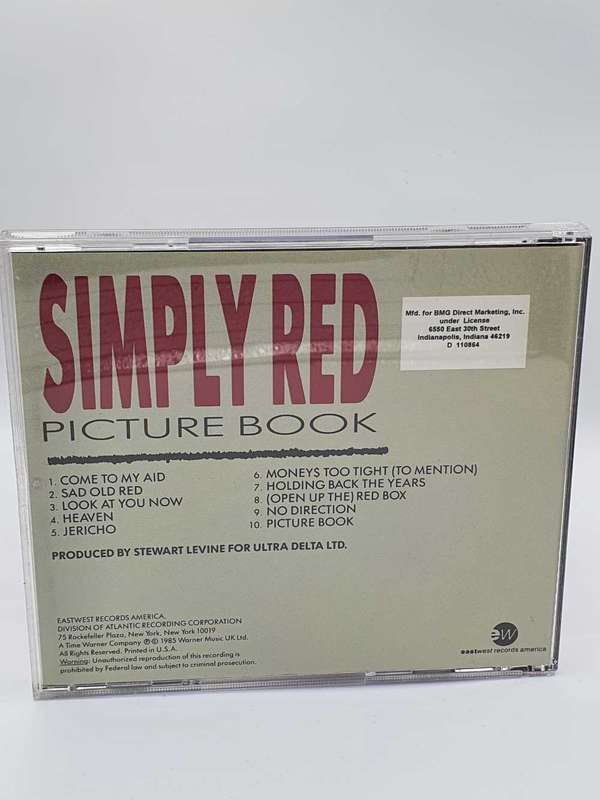 SIMPLY RED
PICTURE BOOK
Mfd. for BMG Direct Marketing, Inc.
under License
6550 East 30th Street
Indianapolis, Indiana 46219
D 110864
1. COME TO MY AID
2. SAD OLD RED
3. LOOK AT YOU NOW
4. HEAVEN
5. JERICHO
6. MONEY$ TOO TIGHT (TO MENTION)
7. HOLDING BACK THE YEARS
8. (OPEN UP THE) RED BOX
9. NO DIRECTION
10. PICTURE BOOK
PRODUCED BY STEWART LEVINE FOR ULTRA DELTA LTD.
EASTWEST RECORDS AMERICA,
DIVISION OF ATLANTIC RECORDING CORPORATION
75 Rockefeller Plaza, New York, New York 10019
A Time Warner Company ℗ © 1985 Warner Music UK Ltd.
All Rights Reserved. Printed in U.S.A.
Warning: Unauthorized reproduction of this recording is
prohibited by Federal law and subject to criminal prosecution.
ew
eastwest records america